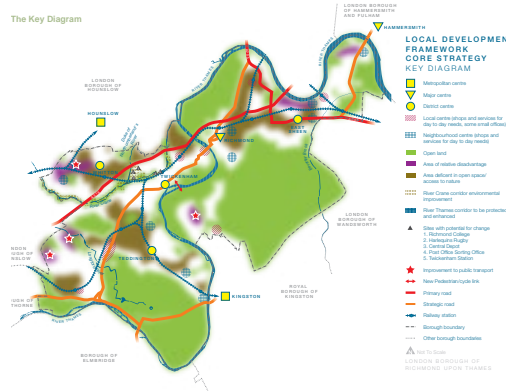 The Key Diagram
LONDON BOROUGH
OF HAMMERSMITH
AND FULHAM
HAMMERSMITH
LOCAL DEVELOPMEN
FRAMEWORK
CORE STRATEGY
KEY DIAGRAM
Metropolitan centre
Major centre
District centre
Local centre (shops and services for
day to day needs, some small offices)
Neighbourhood centre (shops and
services for day to day needs)
Open land
Area of relative disadvantage
Area deficient in open space/
access to nature
River Crane corridor environmental
improvement
River Thames corridor to be protected
and enhanced
Sites with potential for change
1. Richmond College
2. Harlequins Rugby
3. Central Depot
4. Post Office Sorting Office
5. Twickenham Station
Improvement to public transport
New Pedestrian/cycle link
Primary road
Strategic road
Railway station
Borough boundary
Other borough boundaries
Not To Scale
LONDON BOROUGH OF
RICHMOND UPON THAMES
LONDON
BOROUGH OF
HOUNSLOW
HOUNSLOW
RICHMOND
EAST
SHEEN
TWICKENHAM
TEDDINGTON
KINGSTON
LONDON
BOROUGH OF
WANDSWORTH
ROYAL
BOROUGH OF
KINGSTON
BOROUGH OF
ELMBRIDGE
NDON
RIVER THAMES